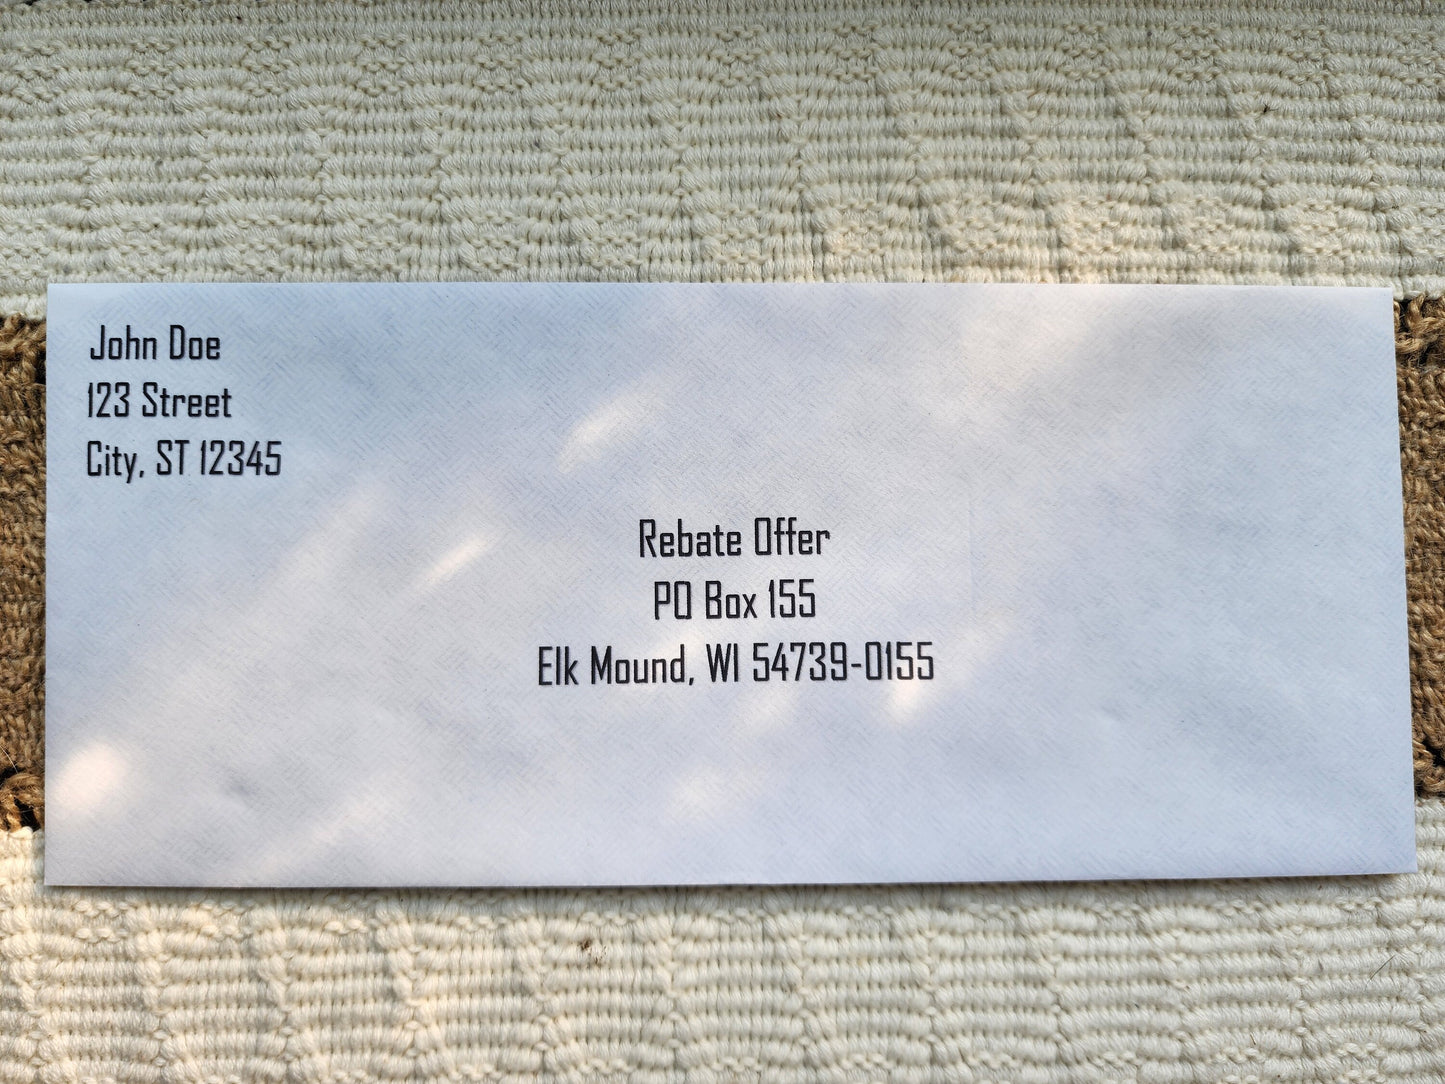 John Doe
123 Street
City, ST 12345
Rebate Offer
PO Box 155
Elk Mound, WI 54739-0155